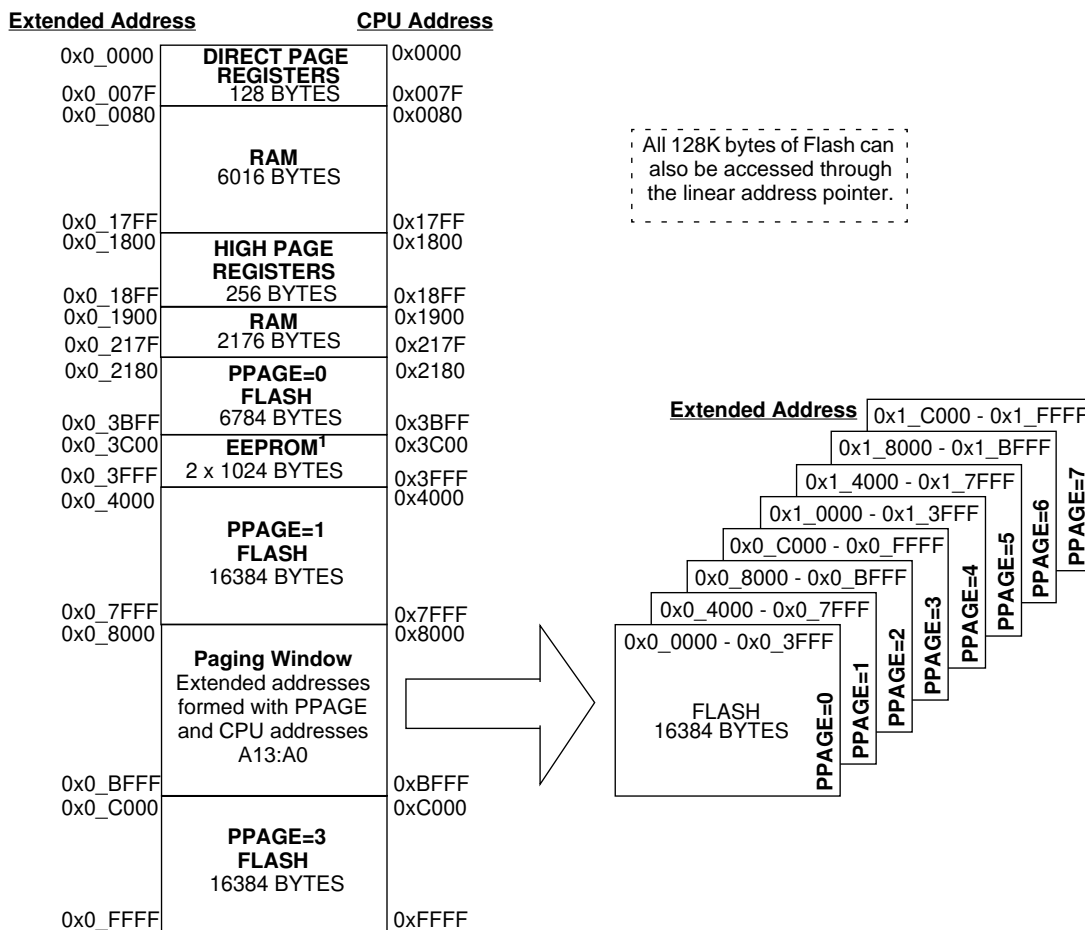 Extended Address
CPU Address
0x0_0000
DIRECT PAGE
REGISTERS
128 BYTES
0x0000
0x0_007F
0x007F
0x0_0080
0x0080
RAM
6016 BYTES
0x0_17FF
0x17FF
0x0_1800
0x1800
HIGH PAGE
REGISTERS
256 BYTES
0x0_18FF
0x18FF
0x0_1900
0x1900
RAM
2176 BYTES
0x0_217F
0x217F
0x0_2180
0x2180
PPAGE=0
FLASH
6784 BYTES
0x0_3BFF
0x3BFF
0x0_3C00
0x3C00
EEPROM1
2 x 1024 BYTES
0x0_3FFF
0x3FFF
0x0_4000
0x4000
PPAGE=1
FLASH
16384 BYTES
0x0_7FFF
0x7FFF
0x0_8000
0x8000
Paging Window
Extended addresses
formed with PPAGE
and CPU addresses
A13:A0
0x0_BFFF
0xBFFF
0x0_C000
0xC000
PPAGE=3
FLASH
16384 BYTES
0x0_FFFF
0xFFFF
All 128K bytes of Flash can
also be accessed through
the linear address pointer.
Extended Address
0x1_C000 - 0x1_FFFF
0x1_8000 - 0x1_BFFF
0x1_4000 - 0x1_7FFF
0x1_0000 - 0x1_3FFF
0x0_C000 - 0x0_FFFF
0x0_8000 - 0x0_BFFF
0x0_4000 - 0x0_7FFF
0x0_0000 - 0x0_3FFF
FLASH
16384 BYTES
PPAGE=0
PPAGE=1
PPAGE=2
PPAGE=3
PPAGE=4
PPAGE=5
PPAGE=6
PPAGE=7